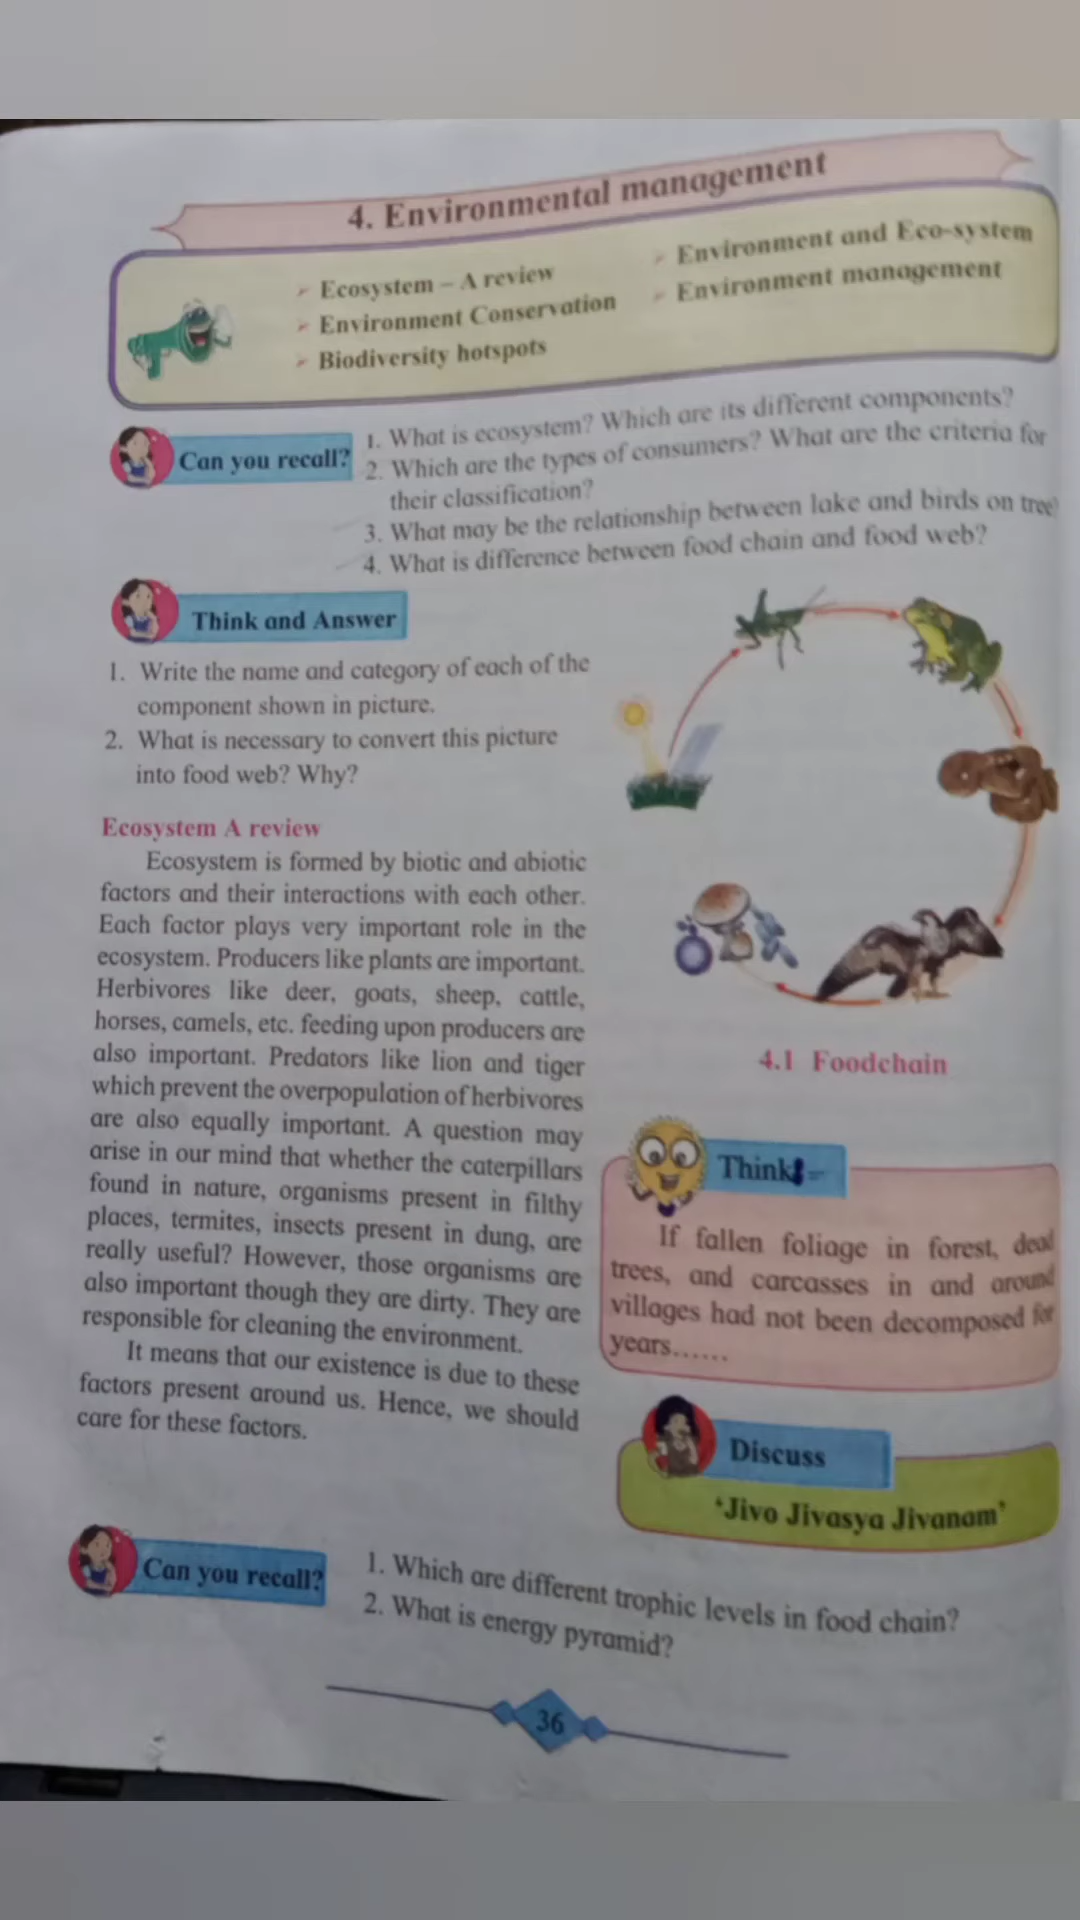 4. Environmental management
➢ Ecosystem – A review
➢ Environment Conservation
➢ Biodiversity hotspots
➢ Environment and Eco-system
➢ Environment management
Can you recall?
1. What is ecosystem? Which are its different components?
2. Which are the types of consumers? What are the criteria for
their classification?
3. What may be the relationship between lake and birds on tree?
4. What is difference between food chain and food web?
Think and Answer
1. Write the name and category of each of the
component shown in picture.
2. What is necessary to convert this picture
into food web? Why?
Ecosystem A review
Ecosystem is formed by biotic and abiotic
factors and their interactions with each other.
Each factor plays very important role in the
ecosystem. Producers like plants are important.
Herbivores like deer, goats, sheep, cattle,
horses, camels, etc. feeding upon producers are
also important. Predators like lion and tiger
which prevent the overpopulation of herbivores
are also equally important. A question may
arise in our mind that whether the caterpillars
found in nature, organisms present in filthy
places, termites, insects present in dung, are
really useful? However, those organisms are
also important though they are dirty. They are
responsible for cleaning the environment.
It means that our existence is due to these
factors present around us. Hence, we should
care for these factors.
4.1 Foodchain
Think
If fallen foliage in forest, dead
trees, and carcasses in and around
villages had not been decomposed for
years......
Discuss
‘Jivo Jivasya Jivanam’
Can you recall?
1. Which are different trophic levels in food chain?
2. What is energy pyramid?
36